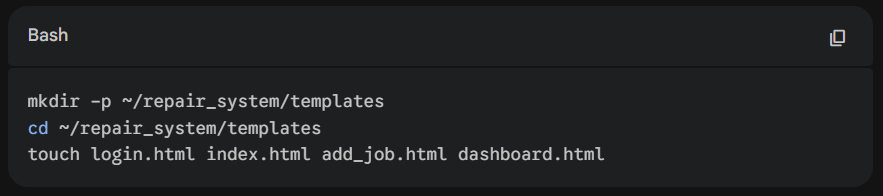 Bash
mkdir -p ~/repair_system/templates
cd ~/repair_system/templates
touch login.html index.html add_job.html dashboard.html